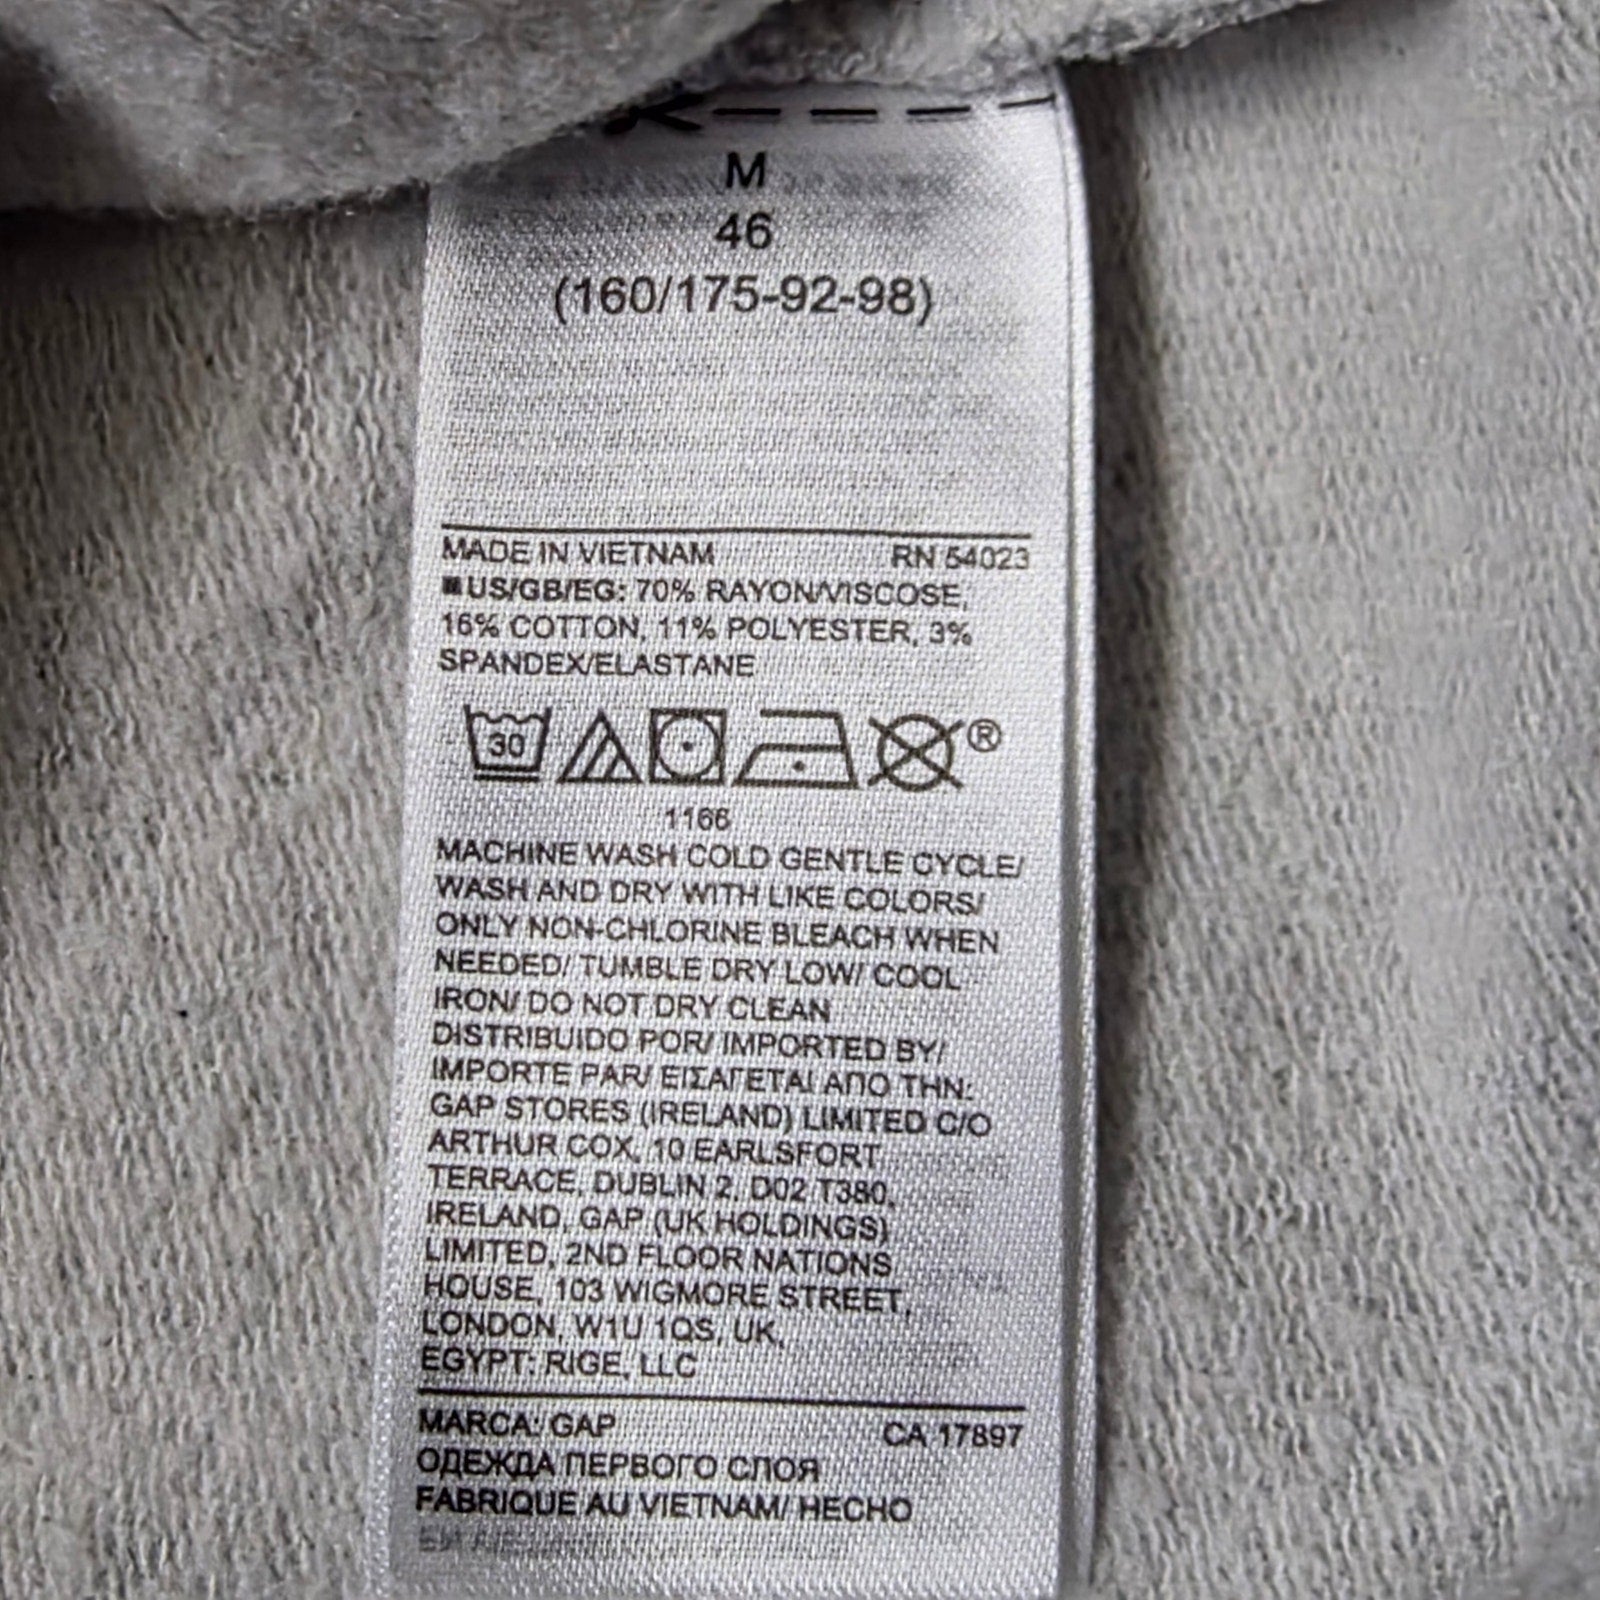 M
46
(160/175-92-98)
MADE IN VIETNAM RN 54023
US/GB/EG: 70% RAYON/VISCOSE,
16% COTTON, 11% POLYESTER, 3%
SPANDEX/ELASTANE
30 ®
1166
MACHINE WASH COLD GENTLE CYCLE/
WASH AND DRY WITH LIKE COLORS/
ONLY NON-CHLORINE BLEACH WHEN
NEEDED/ TUMBLE DRY LOW/ COOL
IRON/ DO NOT DRY CLEAN
DISTRIBUIDO POR/ IMPORTED BY/
IMPORTE PAR/ ΕΙΣΑΓΕΤΑΙ ΑΠΟ ΤΗΝ:
GAP STORES (IRELAND) LIMITED C/O
ARTHUR COX, 10 EARLSFORT
TERRACE, DUBLIN 2, D02 T380,
IRELAND, GAP (UK HOLDINGS)
LIMITED, 2ND FLOOR NATIONS
HOUSE, 103 WIGMORE STREET,
LONDON, W1U 1QS, UK,
EGYPT: RIGE, LLC
MARCA: GAP CA 17897
ОДЕЖДА ПЕРВОГО СЛОЯ
FABRIQUE AU VIETNAM/ HECHO